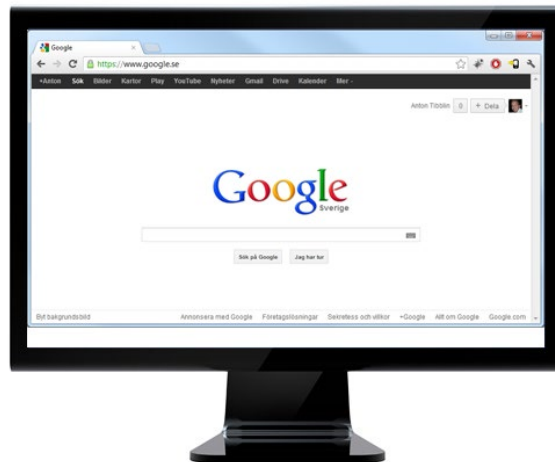 Google
https://www.google.se
+Anton Sök Bilder Kartor Play YouTube Nyheter Gmail Drive Kalender Mer
Anton Tibblin 0 + Dela
Google
Sverige
Sök på Google Jag har tur
Byt bakgrundsbild Annonsera med Google Företagslösningar Sekretess och villkor +Google Allt om Google Google.com